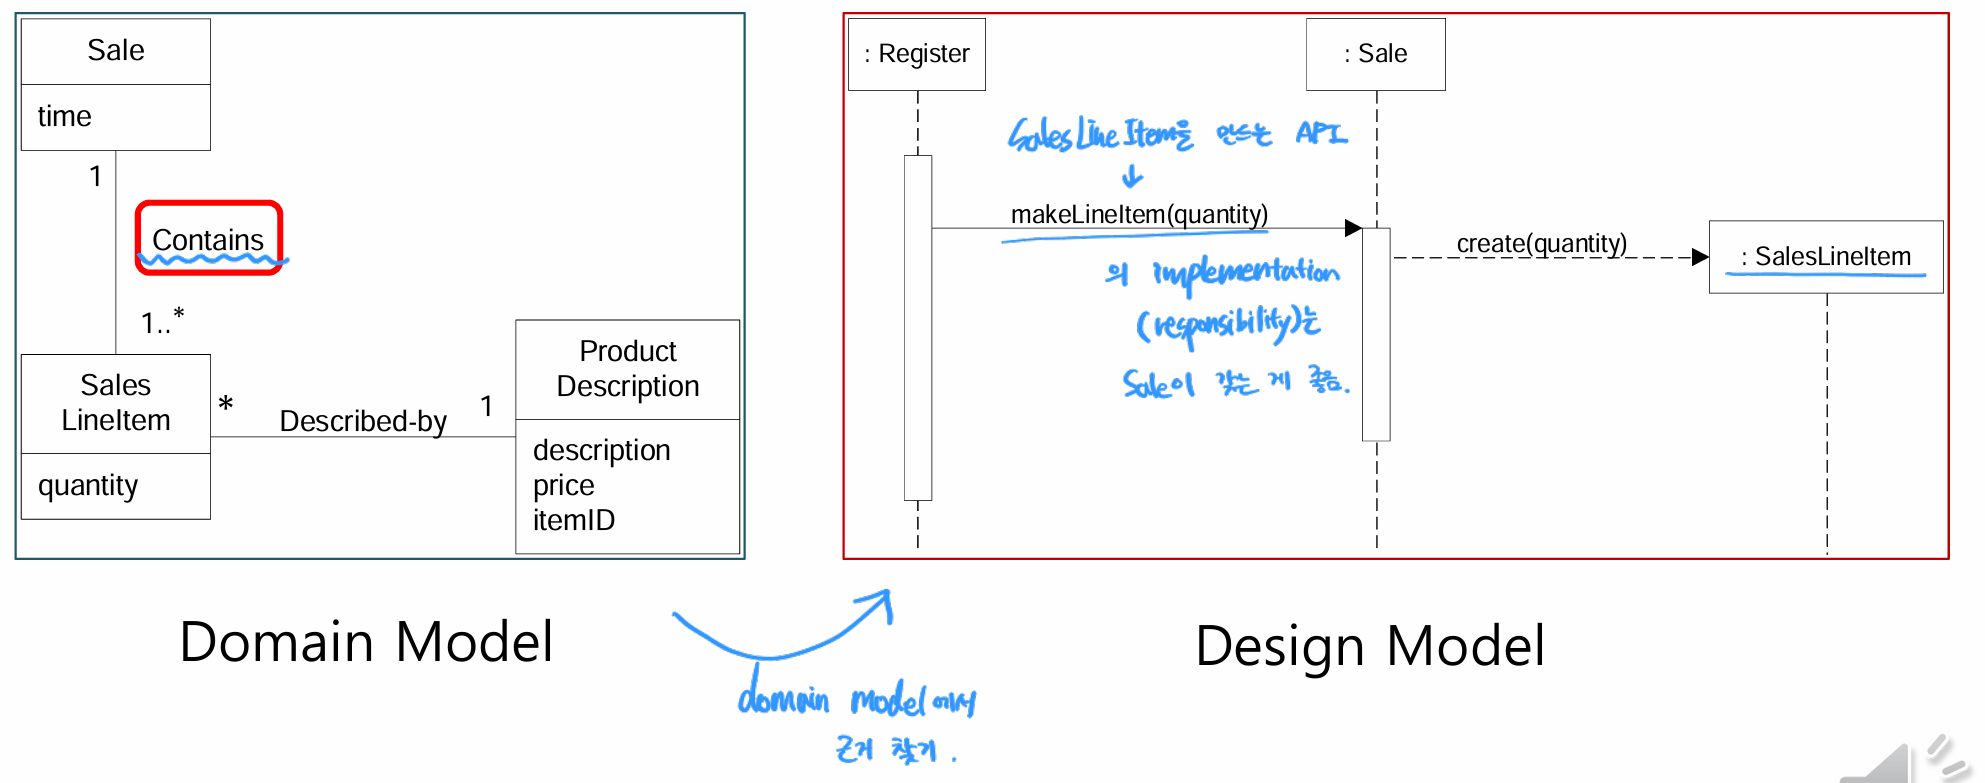 Sale
time
1
Contains
1..*
Sales
LineItem
quantity
*
Described-by
1
Product
Description
description
price
itemID
Domain Model
: Register
: Sale
SalesLineItem을 만드는 API
↓
makeLineItem(quantity)
의 implementation
(responsibility)는
Sale이 갖는 게 좋음.
create(quantity)
: SalesLineItem
Design Model
domain model에서
근거 찾기.